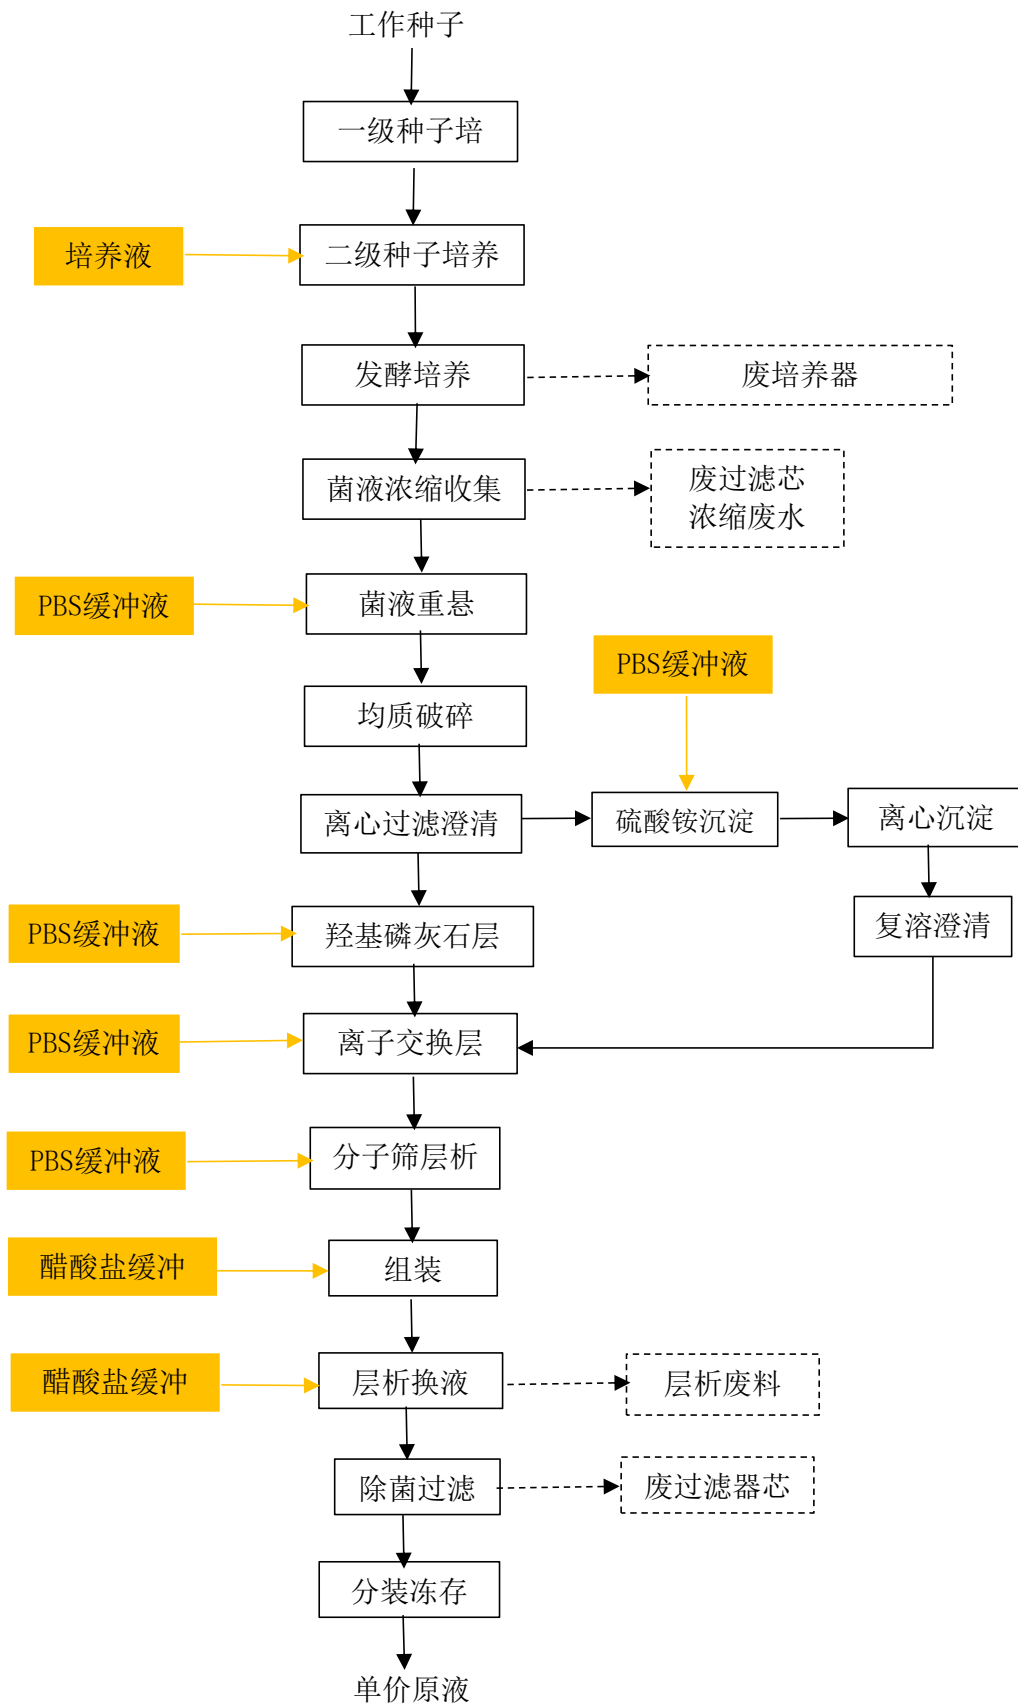 工作种子
一级种子培
培养液
二级种子培养
发酵培养
废培养器
菌液浓缩收集
废过滤芯
浓缩废水
PBS缓冲液
菌液重悬
PBS缓冲液
均质破碎
离心过滤澄清
硫酸铵沉淀
离心沉淀
PBS缓冲液
羟基磷灰石层
复溶澄清
PBS缓冲液
离子交换层
PBS缓冲液
分子筛层析
醋酸盐缓冲
组装
醋酸盐缓冲
层析换液
层析废料
除菌过滤
废过滤器芯
分装冻存
单价原液